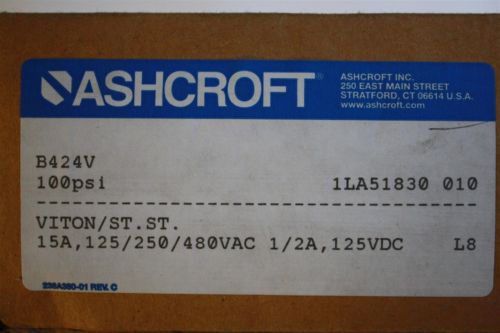 ASHCROFT®
ASHCROFT INC.
250 EAST MAIN STREET
STRATFORD, CT 06614 U.S.A.
www.ashcroft.com
B424V
100psi 1LA51830 010
VITON/ST.ST.
15A,125/250/480VAC 1/2A,125VDC L8
238A380-01 REV. C